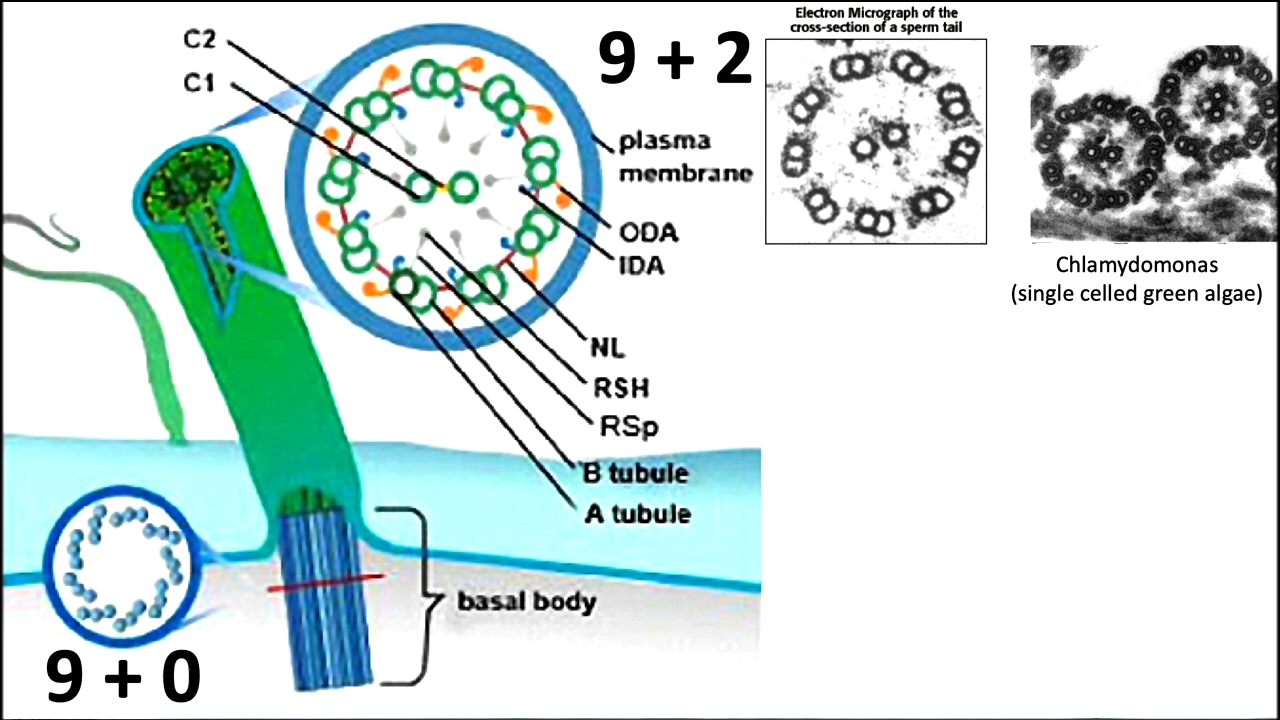 C2
C1
9 + 2
Electron Micrograph of the
cross-section of a sperm tail
plasma
membrane
ODA
IDA
NL
RSH
RSp
B tubule
A tubule
basal body
9 + 0
Chlamydomonas
(single celled green algae)